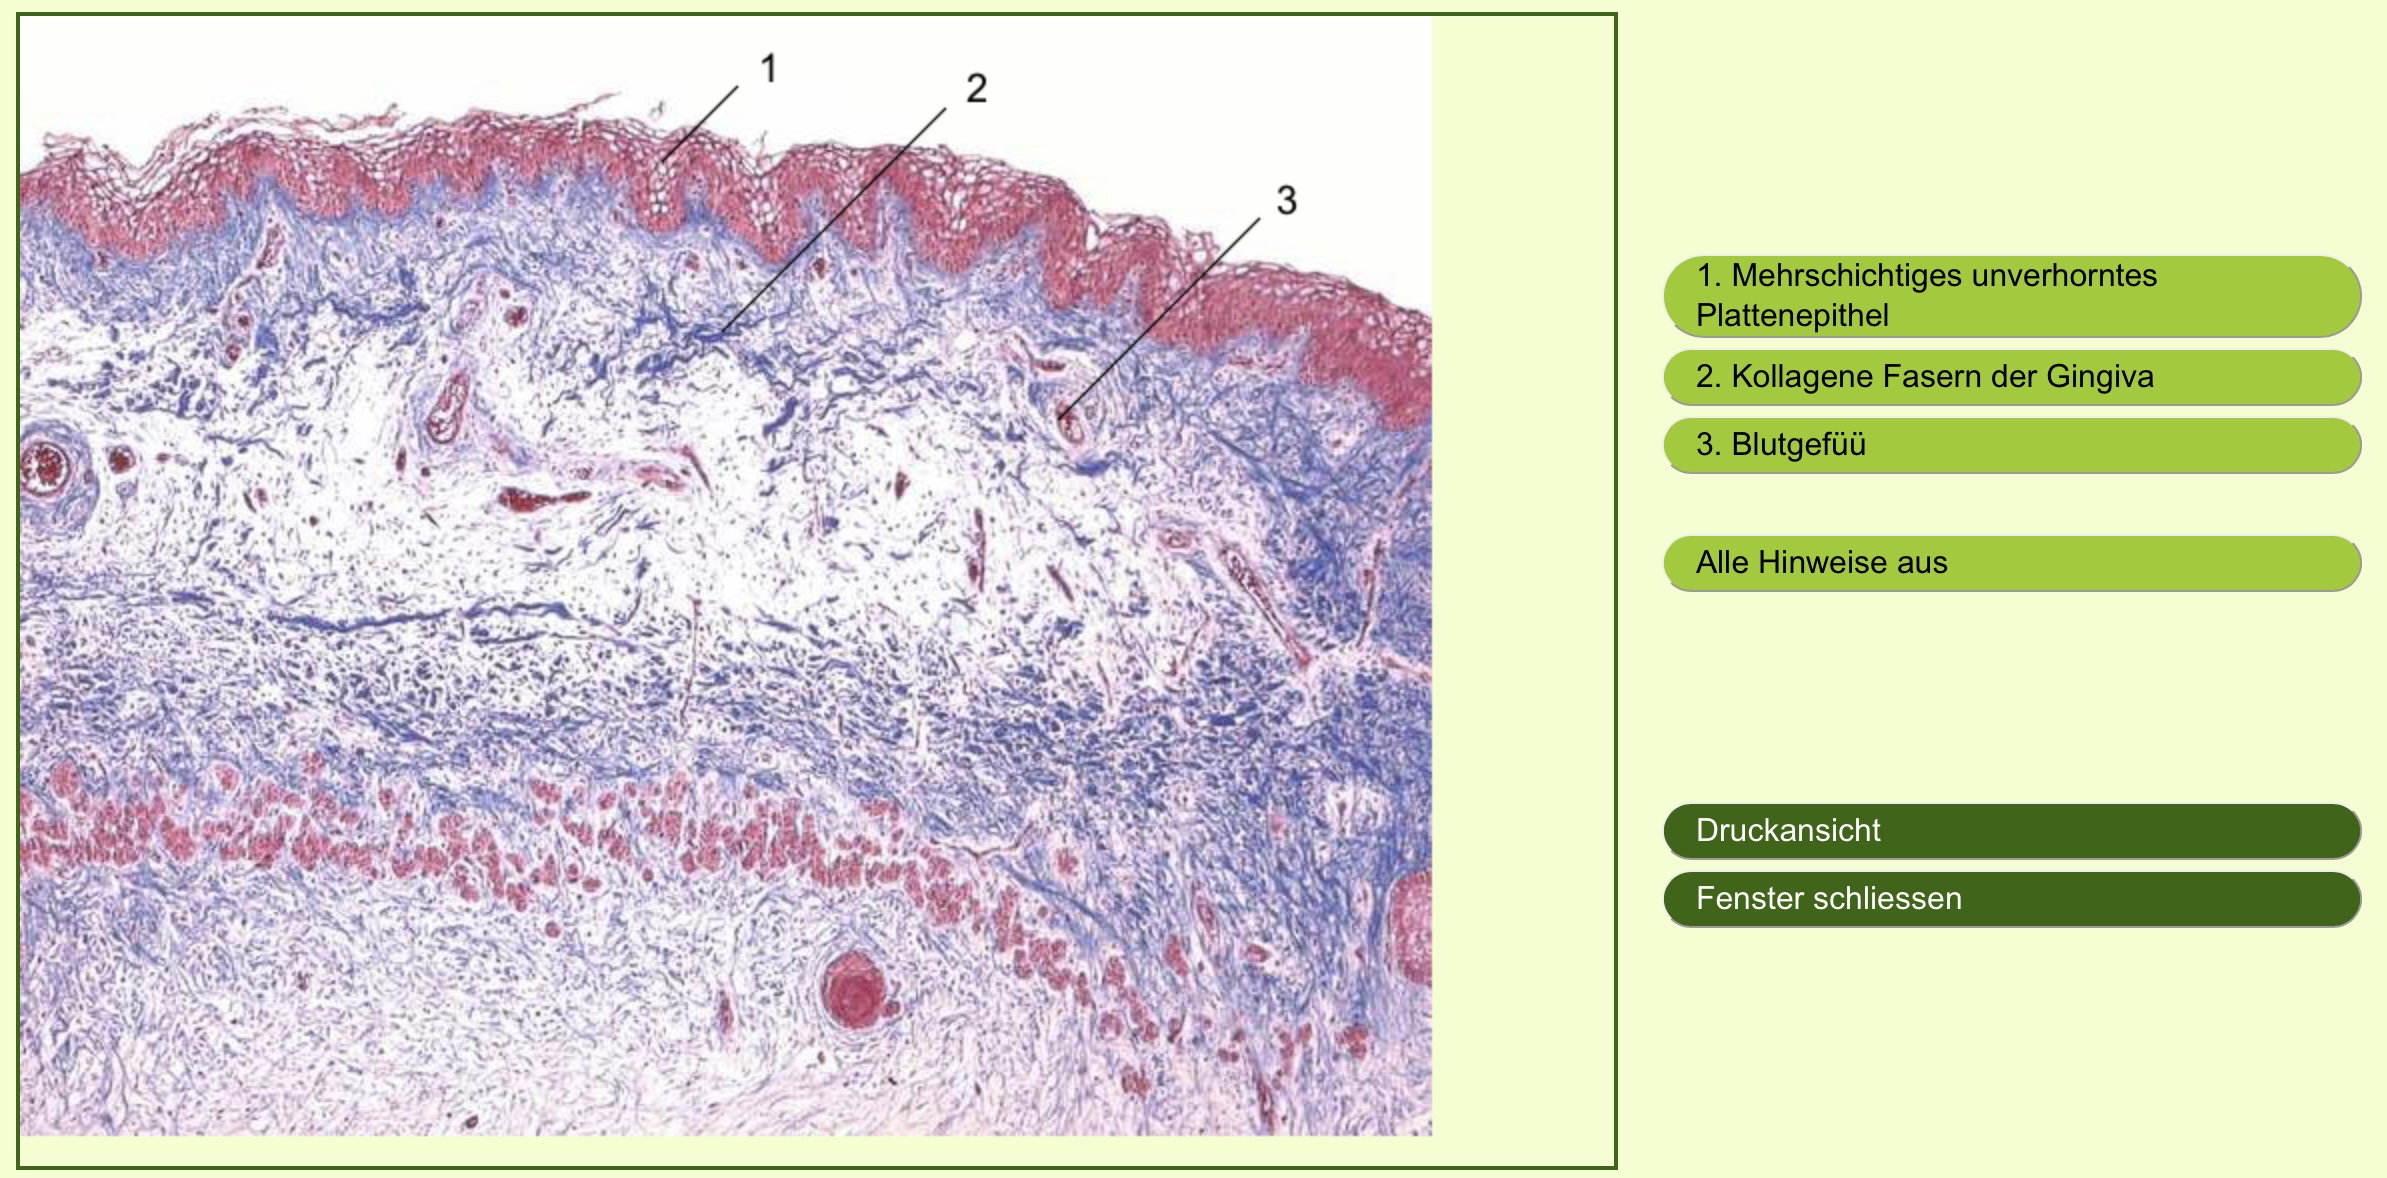 1
2
3
1. Mehrschichtiges unverhorntes
Plattenepithel
2. Kollagene Fasern der Gingiva
3. Blutgefüü
Alle Hinweise aus
Druckansicht
Fenster schliessen